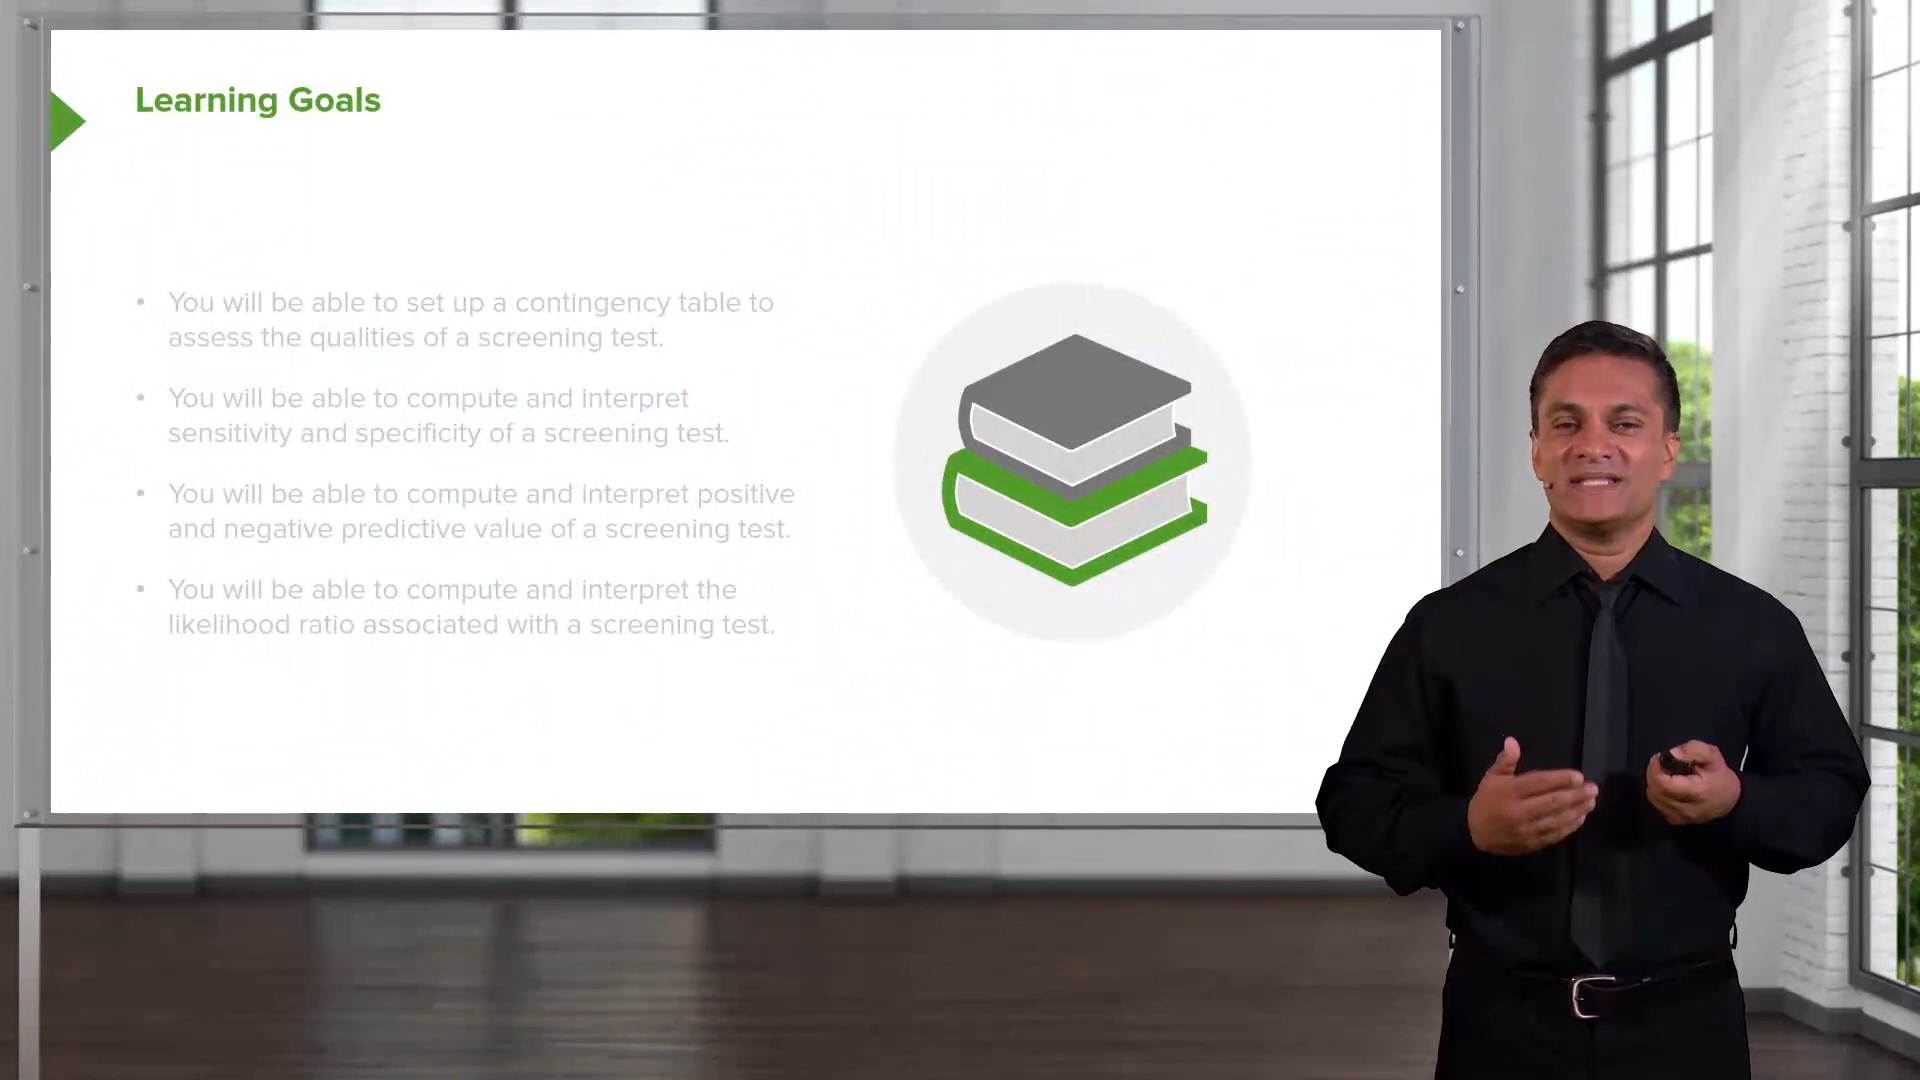 Learning Goals
• You will be able to set up a contingency table to
assess the qualities of a screening test.
• You will be able to compute and interpret
sensitivity and specificity of a screening test.
• You will be able to compute and interpret positive
and negative predictive value of a screening test.
• You will be able to compute and interpret the
likelihood ratio associated with a screening test.